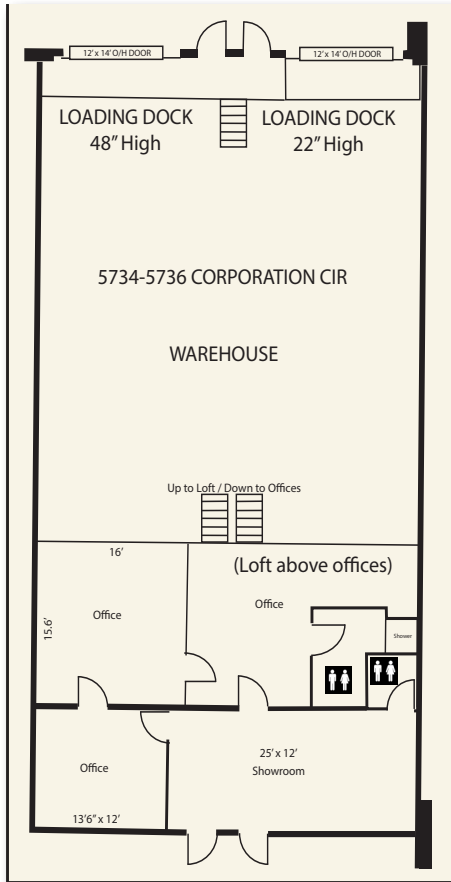 12' x 14' O/H DOOR
12' x 14' O/H DOOR
LOADING DOCK
48" High
LOADING DOCK
22" High
5734-5736 CORPORATION CIR
WAREHOUSE
Up to Loft / Down to Offices
16'
(Loft above offices)
Office
Office
15.6'
Shower
25' x 12'
Showroom
Office
13'6" x 12'